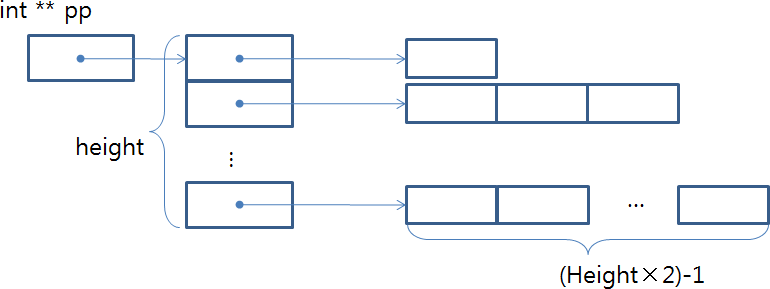 int ** pp
height
⋮
...
(Height×2)-1